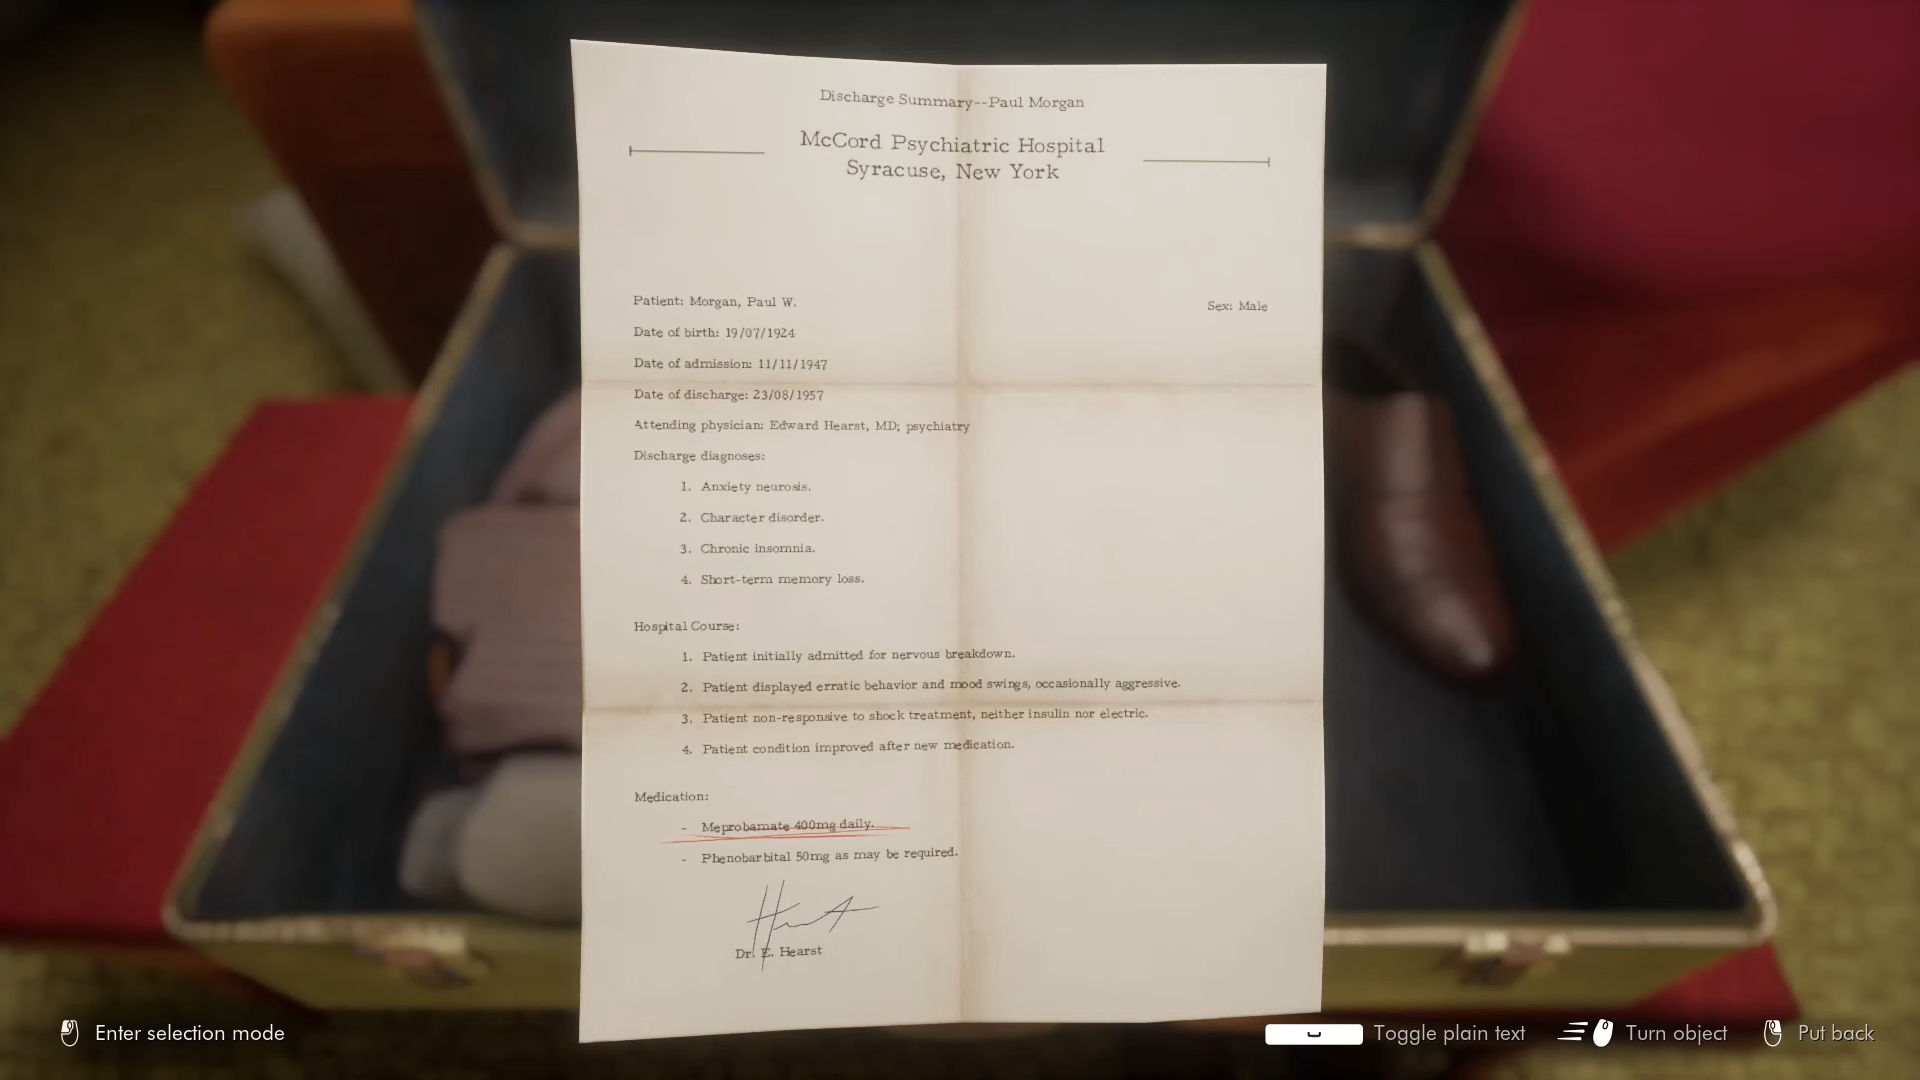 Discharge Summary--Paul Morgan
McCord Psychiatric Hospital
Syracuse, New York
Patient: Morgan, Paul W.
Sex: Male
Date of birth: 19/07/1924
Date of admission: 11/11/1947
Date of discharge: 23/08/1957
Attending physician: Edward Hearst, MD; psychiatry
Discharge diagnoses:
1. Anxiety neurosis.
2. Character disorder.
3. Chronic insomnia.
4. Short-term memory loss.
Hospital Course:
1. Patient initially admitted for nervous breakdown.
2. Patient displayed erratic behavior and mood swings, occasionally aggressive.
3. Patient non-responsive to shock treatment, neither insulin nor electric.
4. Patient condition improved after new medication.
Medication:
- Meprobamate 400mg daily.
- Phenobarbital 50mg as may be required.
Dr. E. Hearst
Enter selection mode
Toggle plain text
Turn object
Put back